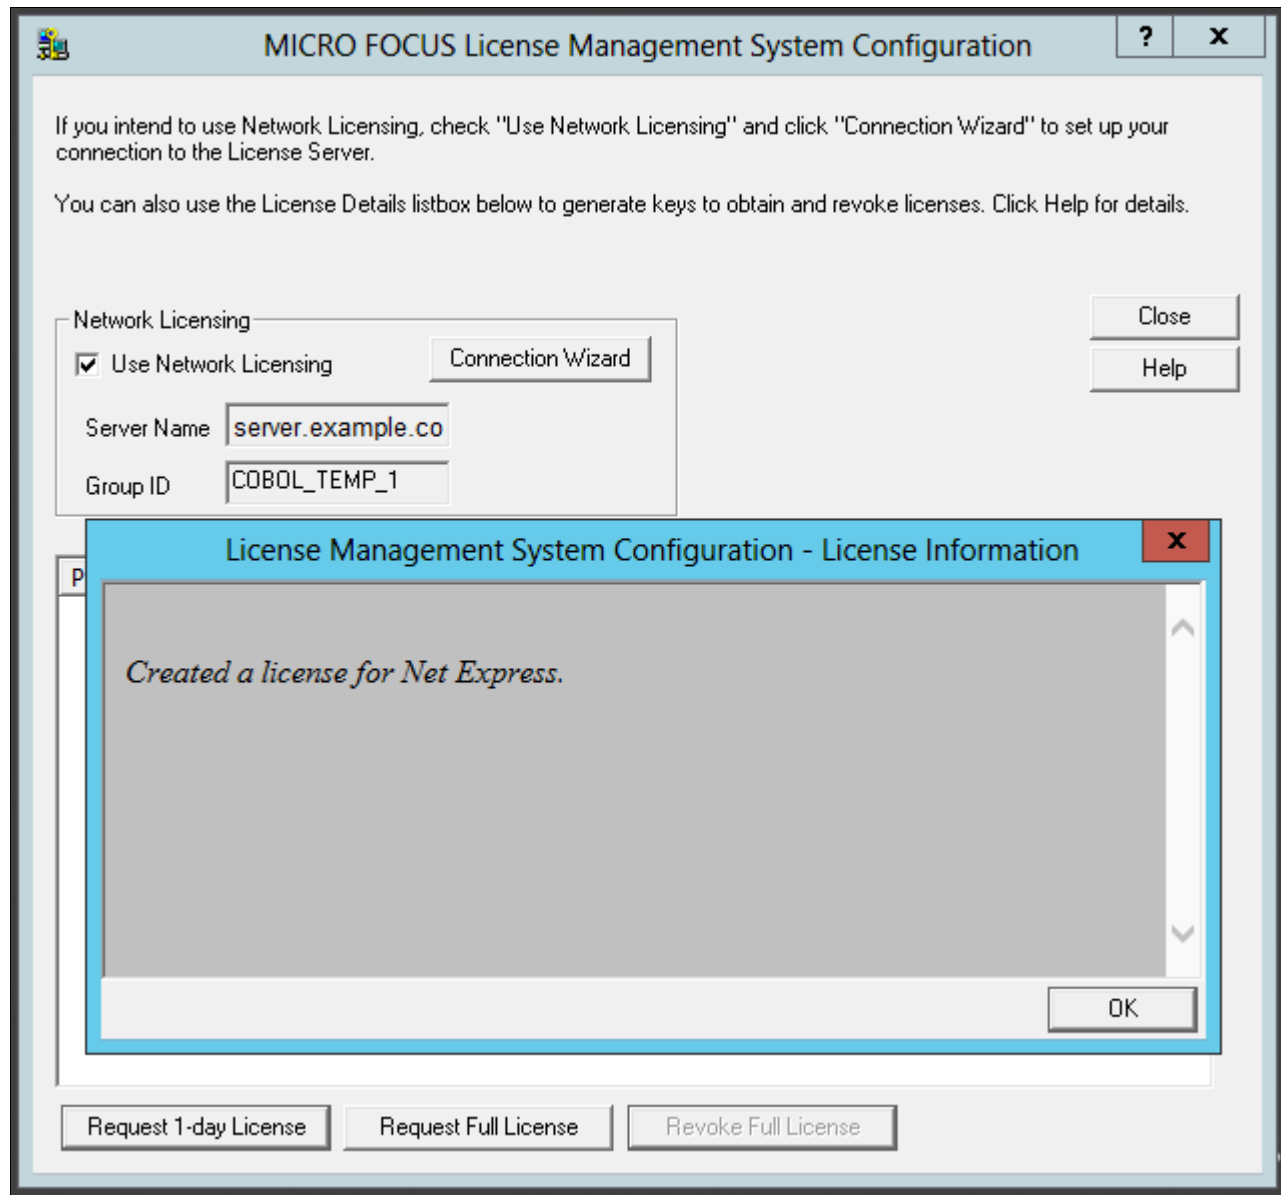 MICRO FOCUS License Management System Configuration
? x
If you intend to use Network Licensing, check "Use Network Licensing" and click "Connection Wizard" to set up your
connection to the License Server.
You can also use the License Details listbox below to generate keys to obtain and revoke licenses. Click Help for details.
Close
Network Licensing
Use Network Licensing
Connection Wizard
Help
Server Name server.example.co
Group ID COBOL_TEMP_1
License Management System Configuration - License Information
x
P
Created a license for Net Express.
OK
Request 1-day License
Request Full License
Revoke Full License